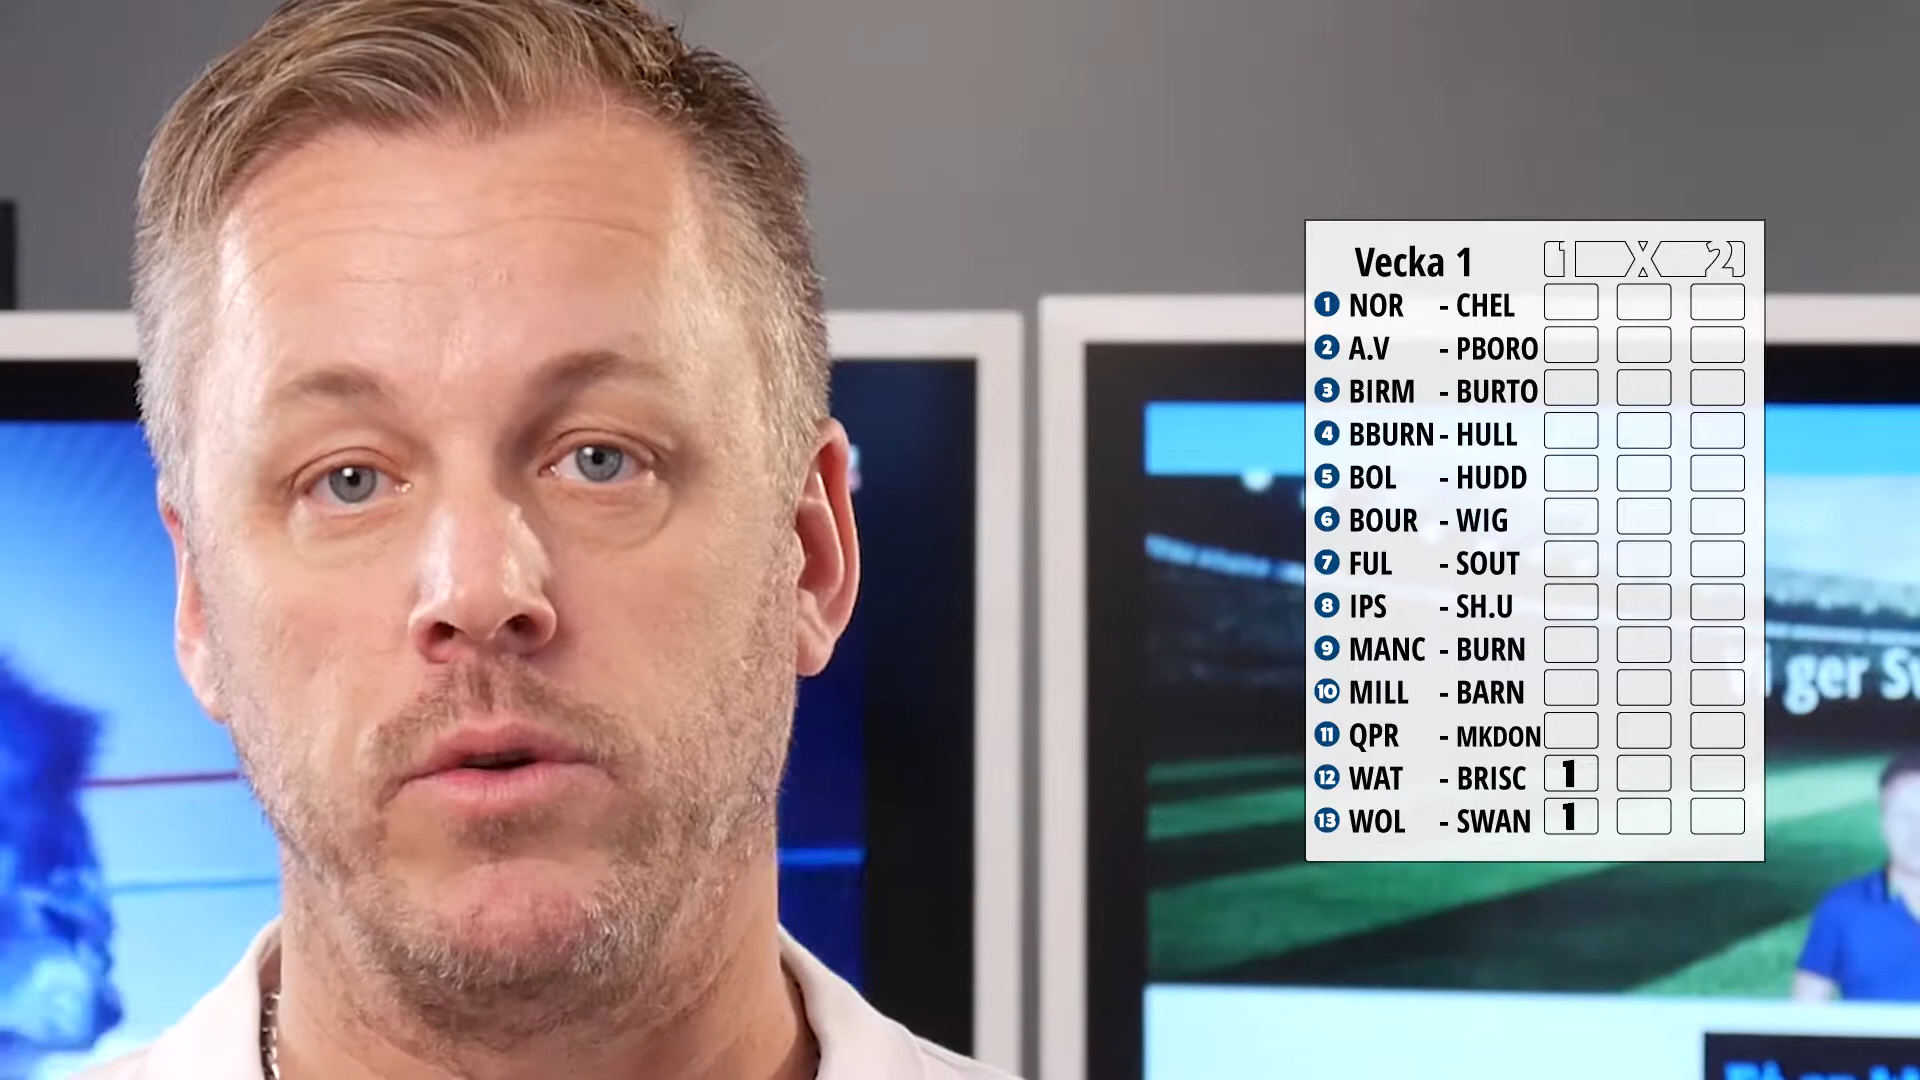 Vecka 1 1 X 2
1 NOR - CHEL
2 A.V - PBORO
3 BIRM - BURTO
4 BBURN - HULL
5 BOL - HUDD
6 BOUR - WIG
7 FUL - SOUT
8 IPS - SH.U
9 MANC - BURN
10 MILL - BARN
11 QPR - MKDON
12 WAT - BRISC 1
13 WOL - SWAN 1
ger